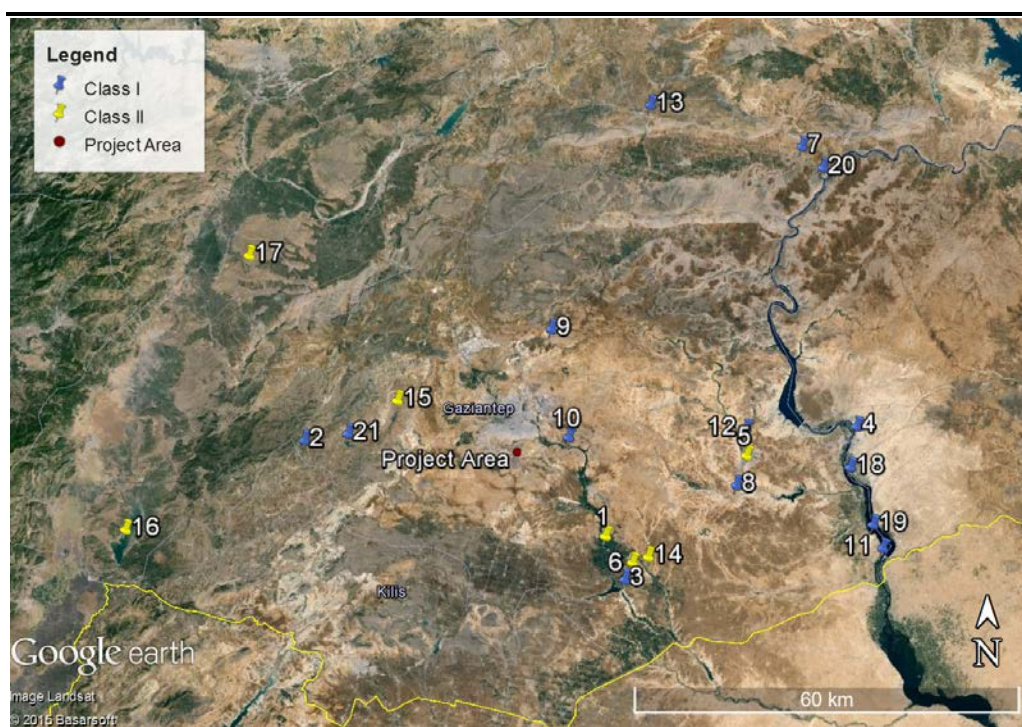 Legend
Class I
Class II
Project Area
13
7
20
17
9
15
Gaziantep
2
21
10
12
4
5
Project Area
18
8
16
1
19
11
6
14
3
Kilis
Google earth
N
Image Landsat
© 2015 Basarsoft
60 km